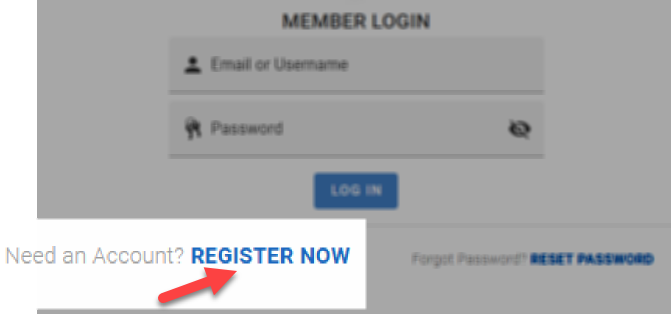 MEMBER LOGIN
Email or Username
Password
LOG IN
Need an Account? REGISTER NOW
Forgot Password? RESET PASSWORD